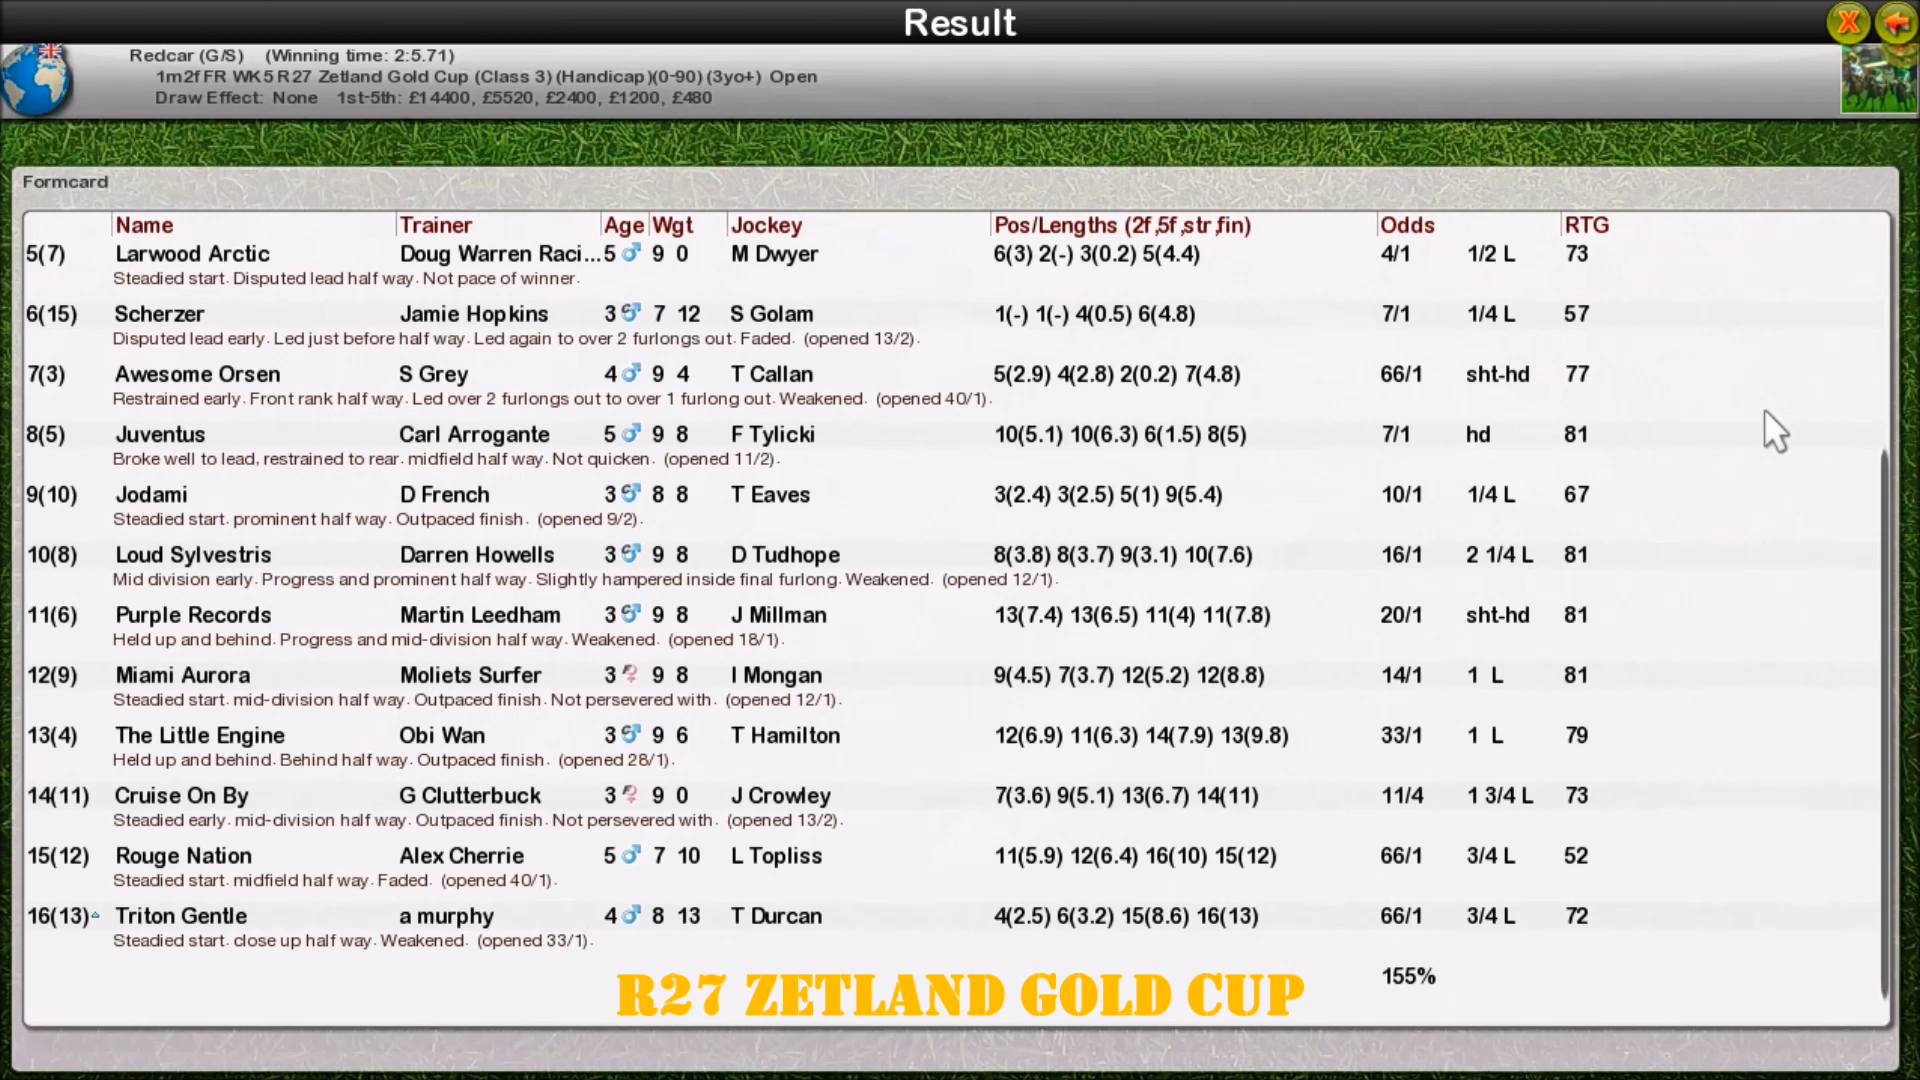 Result
Redcar (G/S) (Winning time: 2:5.71)
1m2f FR WK5 R27 Zetland Gold Cup (Class 3) (Handicap)(0-90) (3yo+) Open
Draw Effect: None 1st-5th: £14400, £5520, £2400, £1200, £480
Formcard
Name Trainer Age Wgt Jockey Pos/Lengths (2f,5f,str,fin) Odds RTG
5(7) Larwood Arctic Doug Warren Raci... 5 9 0 M Dwyer 6(3) 2(-) 3(0.2) 5(4.4) 4/1 1/2 L 73
Steadied start. Disputed lead half way. Not pace of winner.
6(15) Scherzer Jamie Hopkins 3 7 12 S Golam 1(-) 1(-) 4(0.5) 6(4.8) 7/1 1/4 L 57
Disputed lead early. Led just before half way. Led again to over 2 furlongs out. Faded. (opened 13/2).
7(3) Awesome Orsen S Grey 4 9 4 T Callan 5(2.9) 4(2.8) 2(0.2) 7(4.8) 66/1 sht-hd 77
Restrained early. Front rank half way. Led over 2 furlongs out to over 1 furlong out. Weakened. (opened 40/1).
8(5) Juventus Carl Arrogante 5 9 8 F Tylicki 10(5.1) 10(6.3) 6(1.5) 8(5) 7/1 hd 81
Broke well to lead, restrained to rear. midfield half way. Not quicken. (opened 11/2).
9(10) Jodami D French 3 8 8 T Eaves 3(2.4) 3(2.5) 5(1) 9(5.4) 10/1 1/4 L 67
Steadied start. prominent half way. Outpaced finish. (opened 9/2).
10(8) Loud Sylvestris Darren Howells 3 9 8 D Tudhope 8(3.8) 8(3.7) 9(3.1) 10(7.6) 16/1 2 1/4 L 81
Mid division early. Progress and prominent half way. Slightly hampered inside final furlong. Weakened. (opened 12/1).
11(6) Purple Records Martin Leedham 3 9 8 J Millman 13(7.4) 13(6.5) 11(4) 11(7.8) 20/1 sht-hd 81
Held up and behind. Progress and mid-division half way. Weakened. (opened 18/1).
12(9) Miami Aurora Moliets Surfer 3 9 8 I Mongan 9(4.5) 7(3.7) 12(5.2) 12(8.8) 14/1 1 L 81
Steadied start. mid-division half way. Outpaced finish. Not persevered with. (opened 12/1).
13(4) The Little Engine Obi Wan 3 9 6 T Hamilton 12(6.9) 11(6.3) 14(7.9) 13(9.8) 33/1 1 L 79
Held up and behind. Behind half way. Outpaced finish. (opened 28/1).
14(11) Cruise On By G Clutterbuck 3 9 0 J Crowley 7(3.6) 9(5.1) 13(6.7) 14(11) 11/4 1 3/4 L 73
Steadied early. mid-division half way. Outpaced finish. Not persevered with. (opened 13/2).
15(12) Rouge Nation Alex Cherrie 5 7 10 L Topliss 11(5.9) 12(6.4) 16(10) 15(12) 66/1 3/4 L 52
Steadied start. midfield half way. Faded. (opened 40/1).
16(13) Triton Gentle a murphy 4 8 13 T Durcan 4(2.5) 6(3.2) 15(8.6) 16(13) 66/1 3/4 L 72
Steadied start. close up half way. Weakened. (opened 33/1).
155%
R27 ZETLAND GOLD CUP